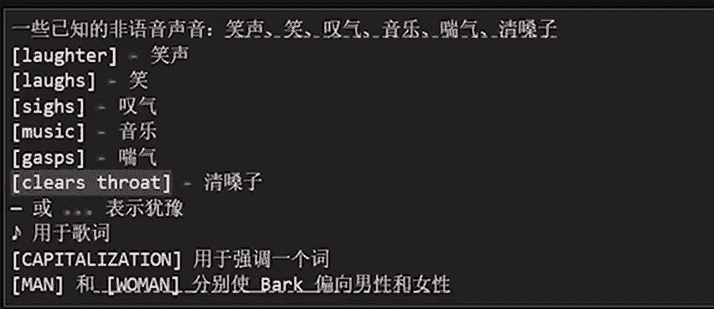 一些已知的非语音声音：笑声、笑、叹气、音乐、喘气、清嗓子
[laughter] - 笑声
[laughs] - 笑
[sighs] - 叹气
[music] - 音乐
[gasps] - 喘气
[clears throat] - 清嗓子
— 或 ... 表示犹豫
♪ 用于歌词
[CAPITALIZATION] 用于强调一个词
[MAN] 和 [WOMAN] 分别使 Bark 偏向男性和女性